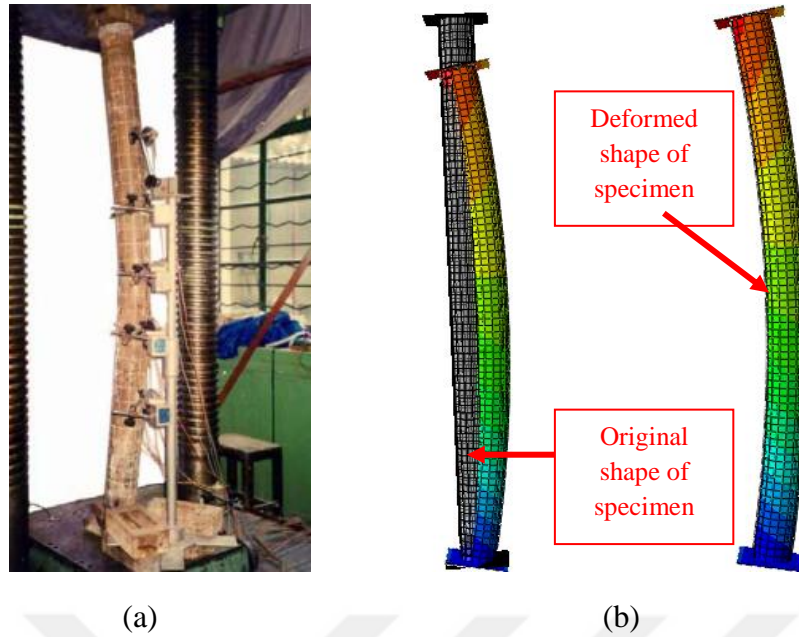 Deformed
shape of
specimen
Original
shape of
specimen
(a)
(b)